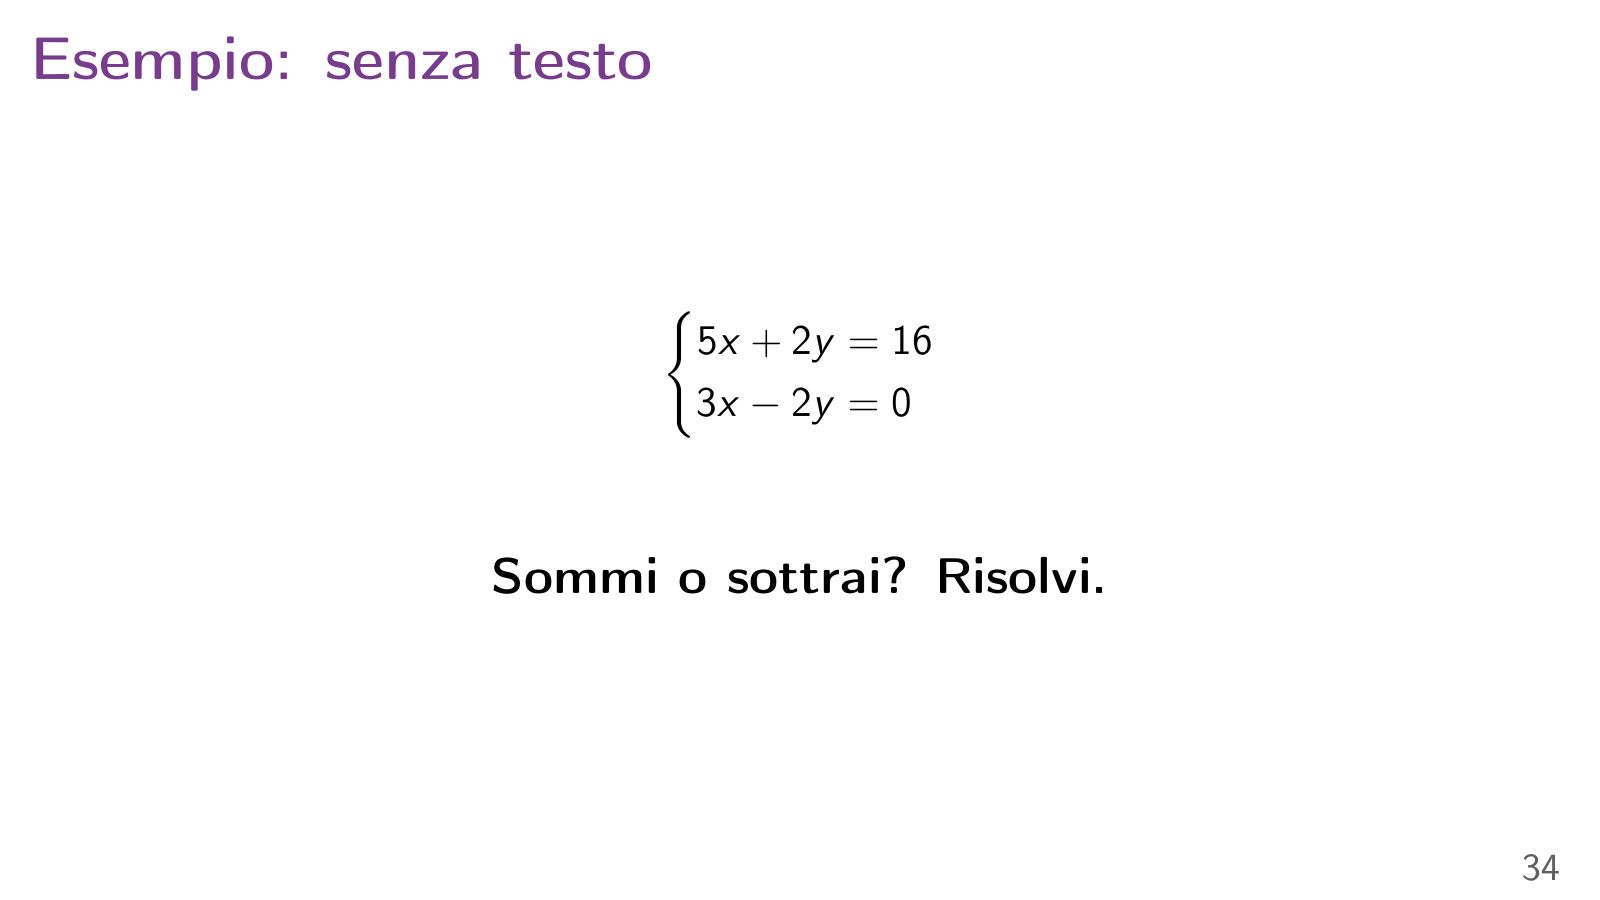 Esempio: senza testo
5x + 2y = 16
3x − 2y = 0
Sommi o sottrai? Risolvi.
34